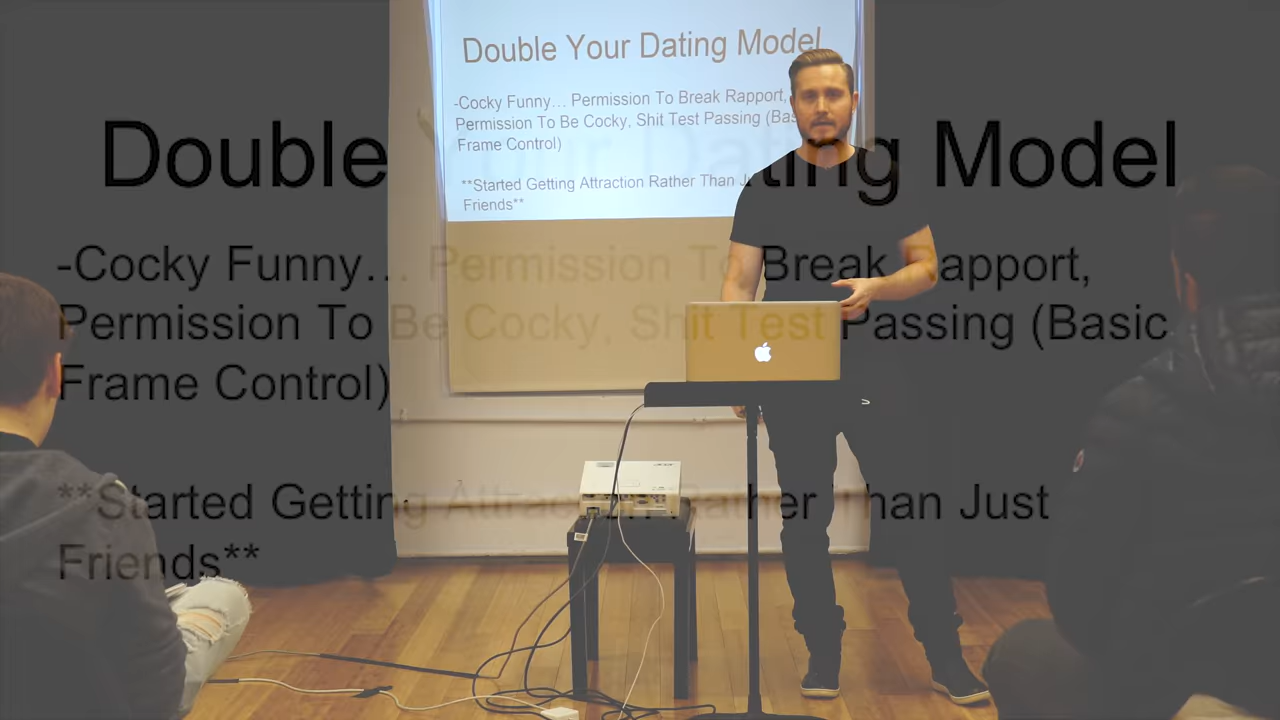 Double Your Dating Model
-Cocky Funny... Permission To Break Rapport,
Permission To Be Cocky, Shit Test Passing (Bas
Frame Control)
**Started Getting Attraction Rather Than Ju
Friends**
Double Your Dating Model
-Cocky Funny... Permission To Break Rapport,
Permission To Be Cocky, Shit Test Passing (Basic
Frame Control)
**Started Getting Attraction Rather Than Just
Friends**
acer